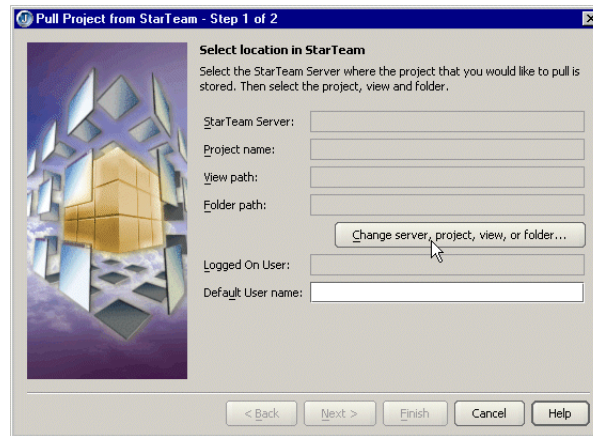 Pull Project from StarTeam - Step 1 of 2
Select location in StarTeam
Select the StarTeam Server where the project that you would like to pull is
stored. Then select the project, view and folder.
StarTeam Server:
Project name:
View path:
Folder path:
Change server, project, view, or folder...
Logged On User:
Default User name:
< Back Next > Finish Cancel Help